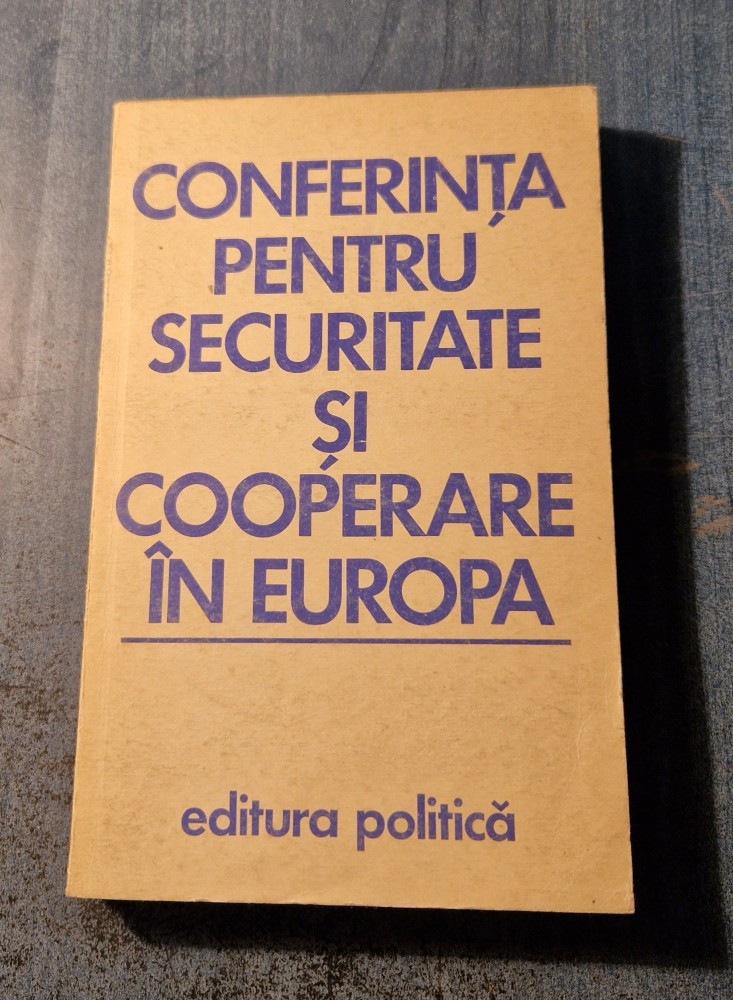 CONFERINȚA
PENTRU
SECURITATE
ȘI
COOPERARE
ÎN EUROPA
editura politică